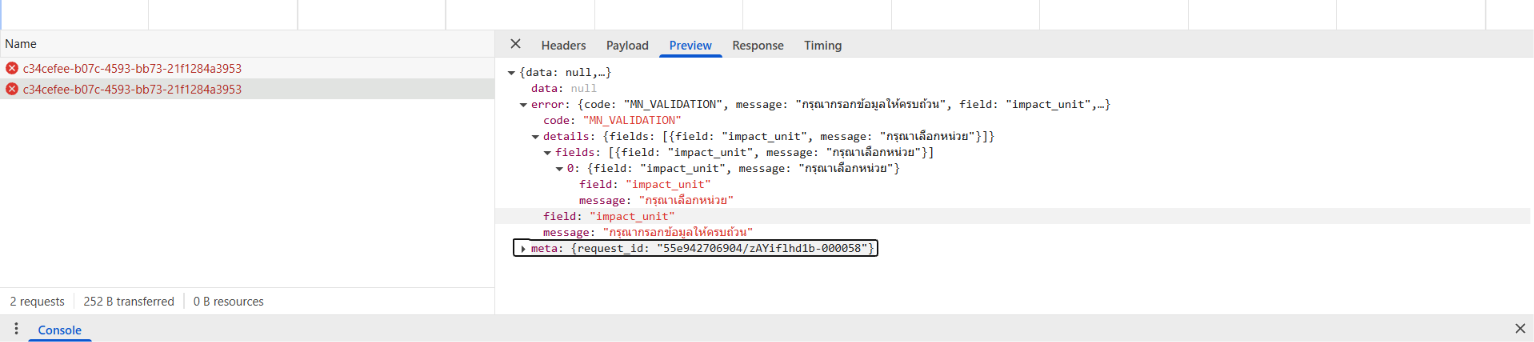 Name
c34cefee-b07c-4593-bb73-21f1284a3953
c34cefee-b07c-4593-bb73-21f1284a3953
2 requests 252 B transferred 0 B resources
Headers Payload Preview Response Timing
{data: null,…}
data: null
error: {code: "MN_VALIDATION", message: "กรุณากรอกข้อมูลให้ครบถ้วน", field: "impact_unit",…}
code: "MN_VALIDATION"
details: {fields: [{field: "impact_unit", message: "กรุณาเลือกหน่วย"}]}
fields: [{field: "impact_unit", message: "กรุณาเลือกหน่วย"}]
0: {field: "impact_unit", message: "กรุณาเลือกหน่วย"}
field: "impact_unit"
message: "กรุณาเลือกหน่วย"
field: "impact_unit"
message: "กรุณากรอกข้อมูลให้ครบถ้วน"
meta: {request_id: "55e942706904/zAYiflhd1b-000058"}
Console